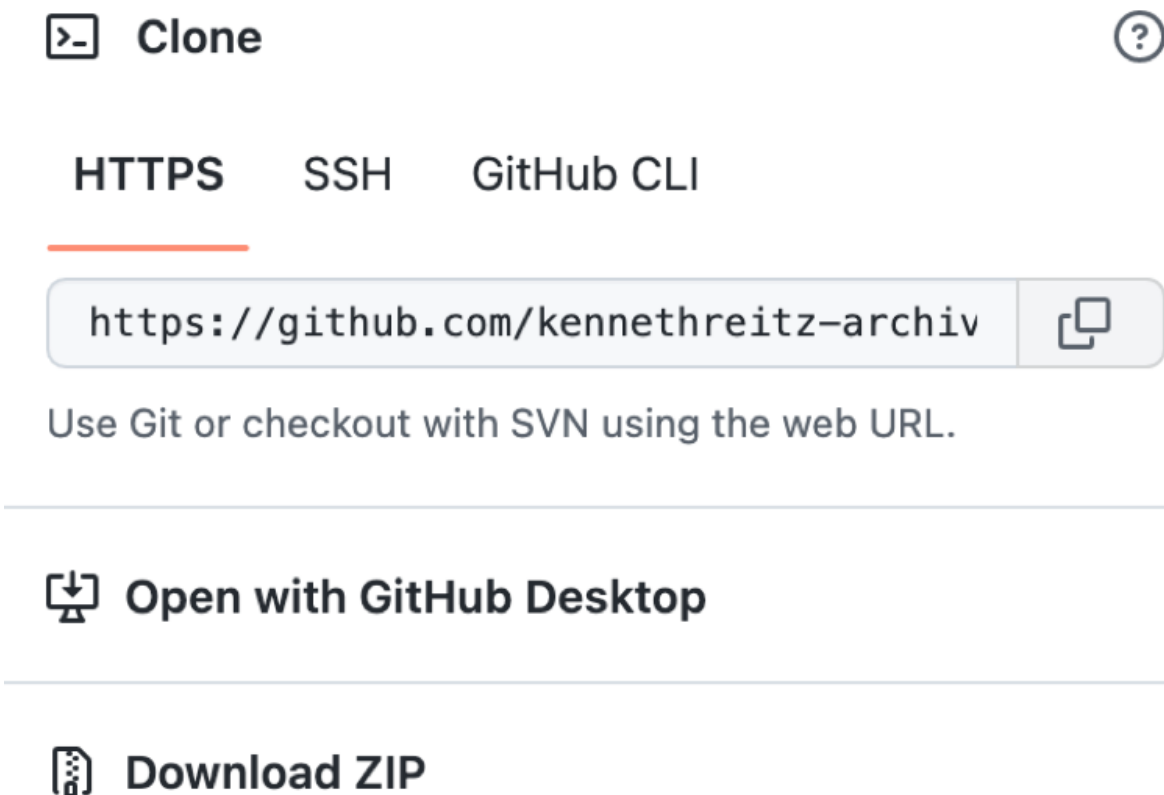 Clone
HTTPS SSH GitHub CLI
https://github.com/kennethreitz-archiv
Use Git or checkout with SVN using the web URL.
Open with GitHub Desktop
Download ZIP